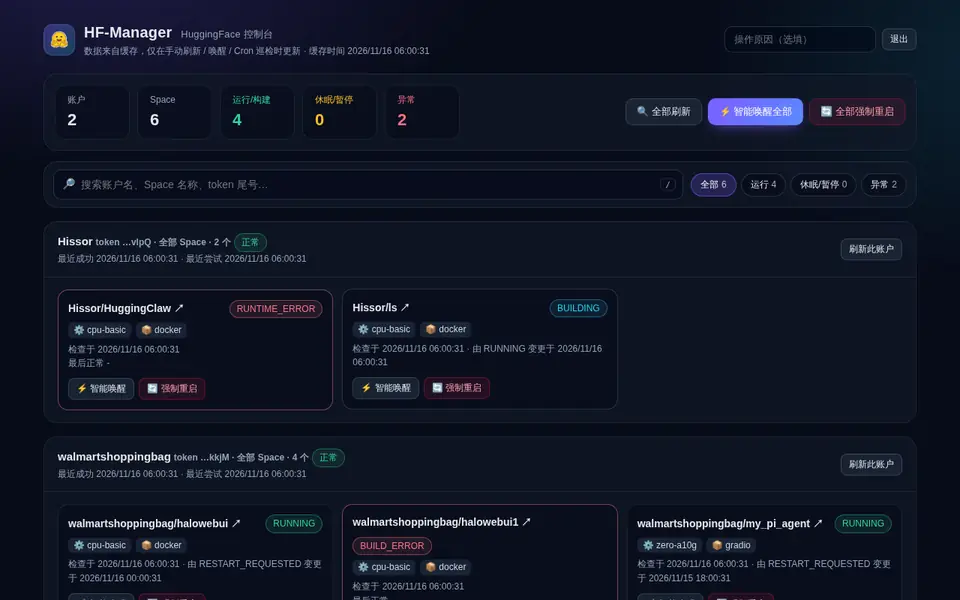 HF-Manager HuggingFace 控制台
数据来自缓存，仅在手动刷新 / 唤醒 / Cron 巡检时更新 · 缓存时间 2026/11/16 06:00:31
操作原因（选填）
退出
账户
2
Space
6
运行/构建
4
休眠/暂停
0
异常
2
🔍 全部刷新
⚡ 智能唤醒全部
🔄 全部强制重启
🔎 搜索账户名、Space 名称、token 尾号…
/
全部 6
运行 4
休眠/暂停 0
异常 2
Hissor token …vlpQ · 全部 Space · 2 个 正常
最近成功 2026/11/16 06:00:31 · 最近尝试 2026/11/16 06:00:31
刷新此账户
Hissor/HuggingClaw ↗
RUNTIME_ERROR
⚙️ cpu-basic
📦 docker
检查于 2026/11/16 06:00:31
最后正常 -
⚡ 智能唤醒
🔄 强制重启
Hissor/ls ↗
BUILDING
⚙️ cpu-basic
📦 docker
检查于 2026/11/16 06:00:31 · 由 RUNNING 变更于 2026/11/16
06:00:31
⚡ 智能唤醒
🔄 强制重启
walmartshoppingbag token …kkjM · 全部 Space · 4 个 正常
最近成功 2026/11/16 06:00:31 · 最近尝试 2026/11/16 06:00:31
刷新此账户
walmartshoppingbag/halowebui ↗
RUNNING
⚙️ cpu-basic
📦 docker
检查于 2026/11/16 06:00:31 · 由 RESTART_REQUESTED 变更
于 2026/11/16 00:00:31
walmartshoppingbag/halowebui1 ↗
BUILD_ERROR
⚙️ cpu-basic
📦 docker
检查于 2026/11/16 06:00:31
walmartshoppingbag/my_pi_agent ↗
RUNNING
⚙️ zero-a10g
📦 gradio
检查于 2026/11/16 06:00:31 · 由 RESTART_REQUESTED 变更
于 2026/11/15 18:00:31